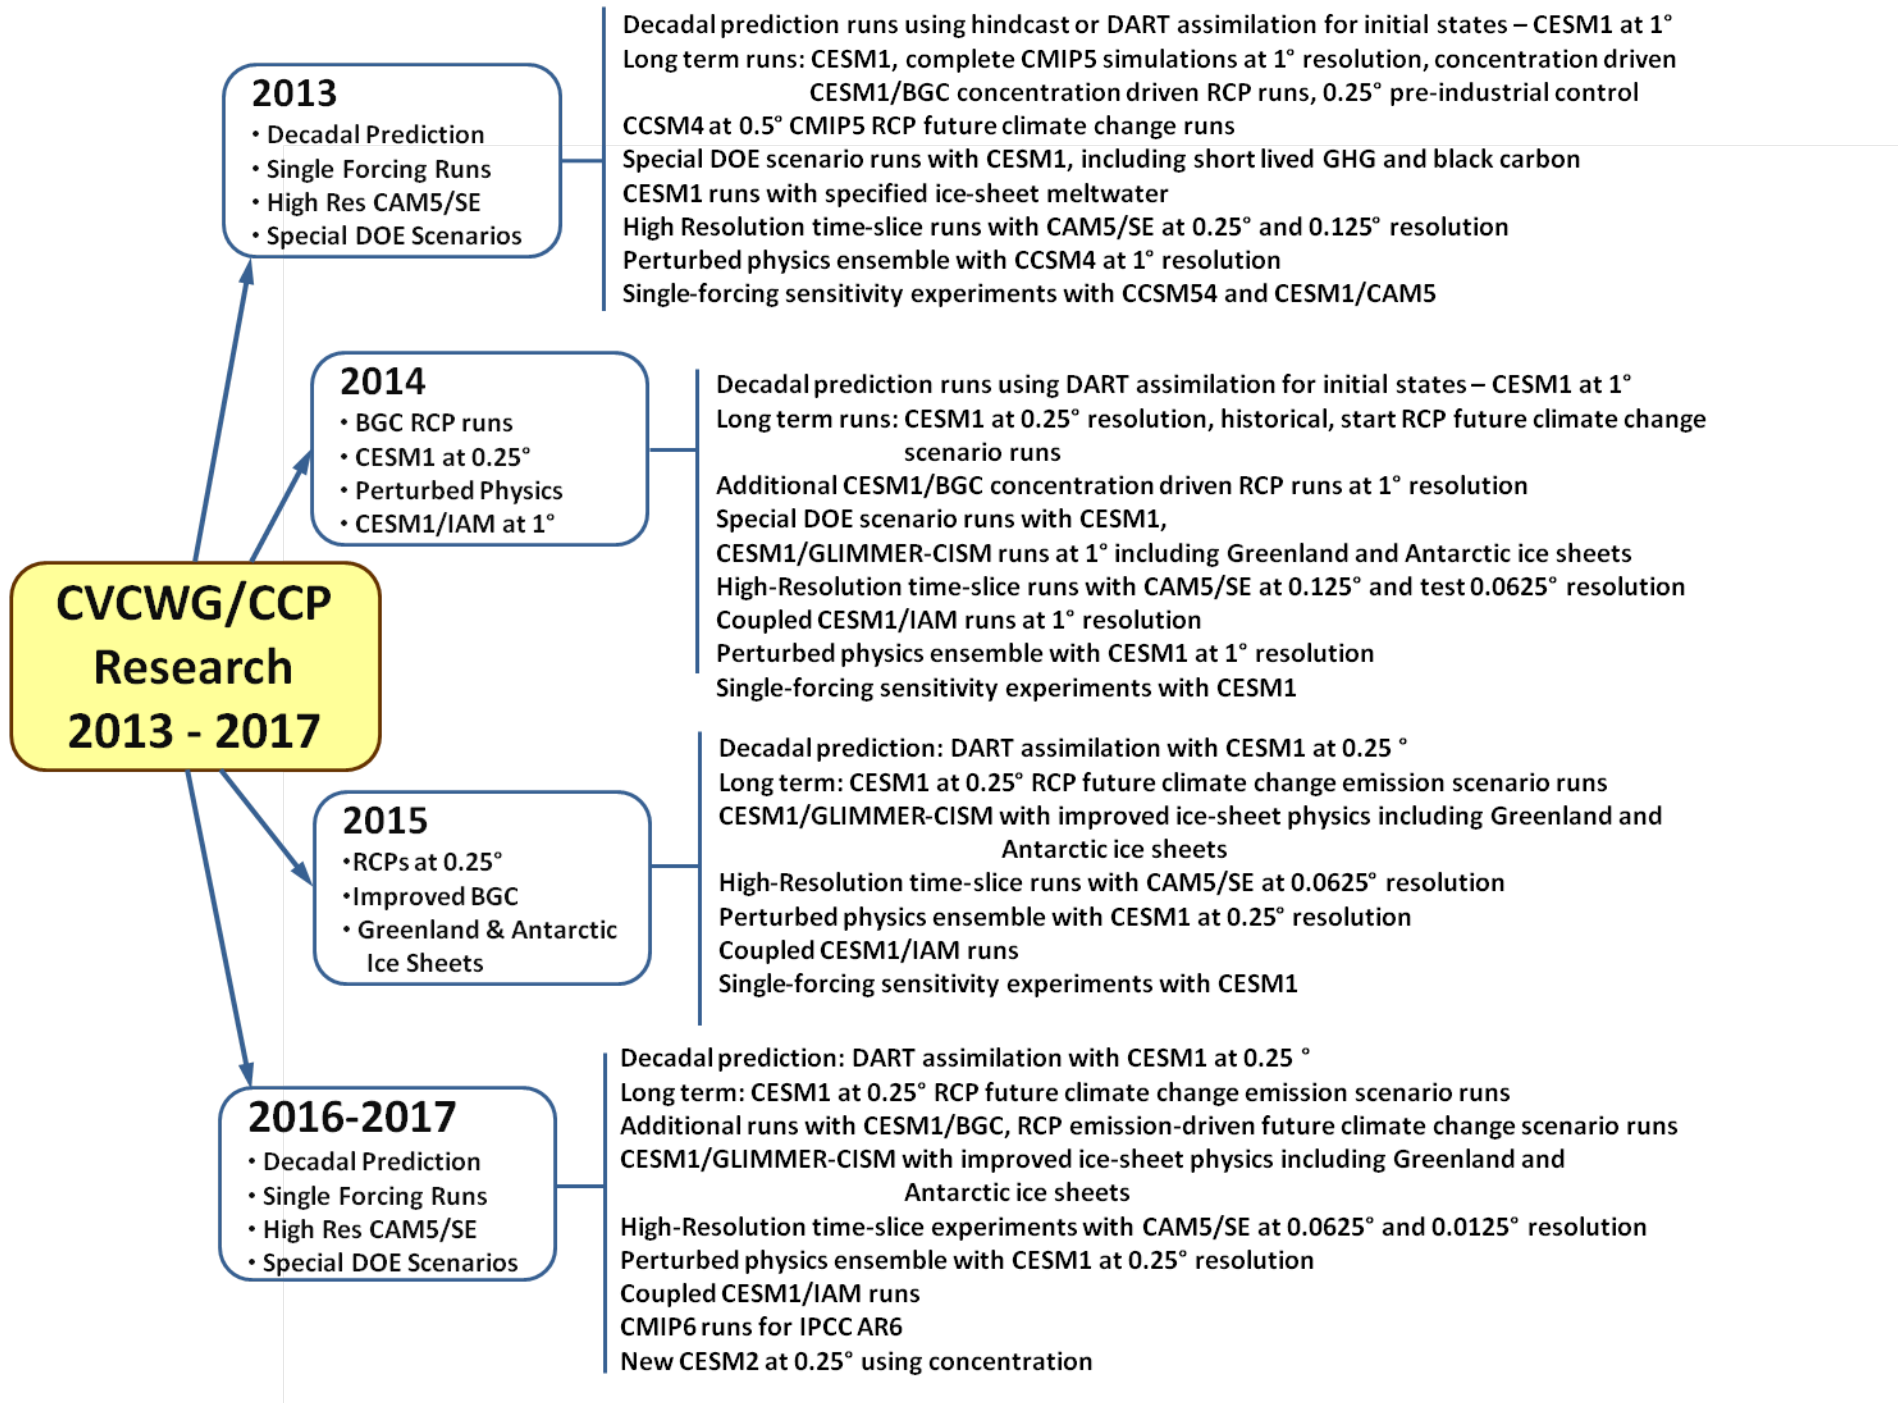 2013
• Decadal Prediction
• Single Forcing Runs
• High Res CAM5/SE
• Special DOE Scenarios
Decadal prediction runs using hindcast or DART assimilation for initial states – CESM1 at 1°
Long term runs: CESM1, complete CMIP5 simulations at 1° resolution, concentration driven
CESM1/BGC concentration driven RCP runs, 0.25° pre-industrial control
CCSM4 at 0.5° CMIP5 RCP future climate change runs
Special DOE scenario runs with CESM1, including short lived GHG and black carbon
CESM1 runs with specified ice-sheet meltwater
High Resolution time-slice runs with CAM5/SE at 0.25° and 0.125° resolution
Perturbed physics ensemble with CCSM4 at 1° resolution
Single-forcing sensitivity experiments with CCSM54 and CESM1/CAM5
2014
• BGC RCP runs
• CESM1 at 0.25°
• Perturbed Physics
• CESM1/IAM at 1°
Decadal prediction runs using DART assimilation for initial states – CESM1 at 1°
Long term runs: CESM1 at 0.25° resolution, historical, start RCP future climate change
scenario runs
Additional CESM1/BGC concentration driven RCP runs at 1° resolution
Special DOE scenario runs with CESM1,
CESM1/GLIMMER-CISM runs at 1° including Greenland and Antarctic ice sheets
High-Resolution time-slice runs with CAM5/SE at 0.125° and test 0.0625° resolution
Coupled CESM1/IAM runs at 1° resolution
Perturbed physics ensemble with CESM1 at 1° resolution
Single-forcing sensitivity experiments with CESM1
CVCWG/CCP
Research
2013 - 2017
2015
•RCPs at 0.25°
•Improved BGC
• Greenland & Antarctic
Ice Sheets
Decadal prediction: DART assimilation with CESM1 at 0.25 °
Long term: CESM1 at 0.25° RCP future climate change emission scenario runs
CESM1/GLIMMER-CISM with improved ice-sheet physics including Greenland and
Antarctic ice sheets
High-Resolution time-slice runs with CAM5/SE at 0.0625° resolution
Perturbed physics ensemble with CESM1 at 0.25° resolution
Coupled CESM1/IAM runs
Single-forcing sensitivity experiments with CESM1
2016-2017
• Decadal Prediction
• Single Forcing Runs
• High Res CAM5/SE
• Special DOE Scenarios
Decadal prediction: DART assimilation with CESM1 at 0.25 °
Long term: CESM1 at 0.25° RCP future climate change emission scenario runs
Additional runs with CESM1/BGC, RCP emission-driven future climate change scenario runs
CESM1/GLIMMER-CISM with improved ice-sheet physics including Greenland and
Antarctic ice sheets
High-Resolution time-slice experiments with CAM5/SE at 0.0625° and 0.0125° resolution
Perturbed physics ensemble with CESM1 at 0.25° resolution
Coupled CESM1/IAM runs
CMIP6 runs for IPCC AR6
New CESM2 at 0.25° using concentration